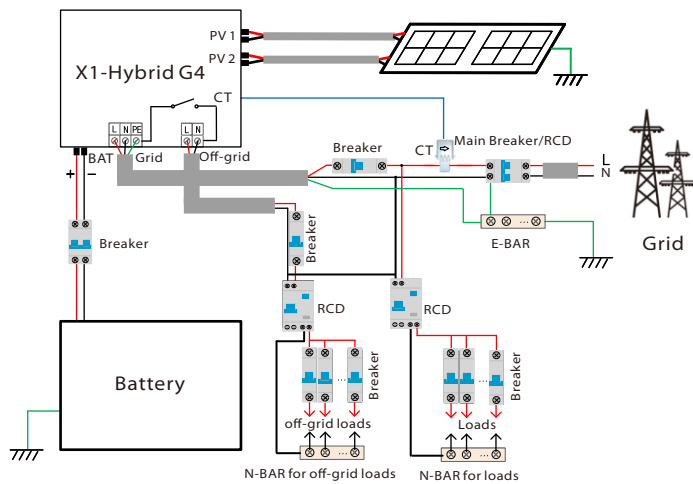 PV 1
PV 2
X1-Hybrid G4
CT
L N PE
L N
BAT
Grid
Off-grid
+
−
Breaker
CT
Main Breaker/RCD
L
N
Grid
E-BAR
...
Breaker
Breaker
RCD
RCD
Battery
...
Breaker
...
Breaker
off-grid loads
Loads
...
...
N-BAR for off-grid loads
N-BAR for loads